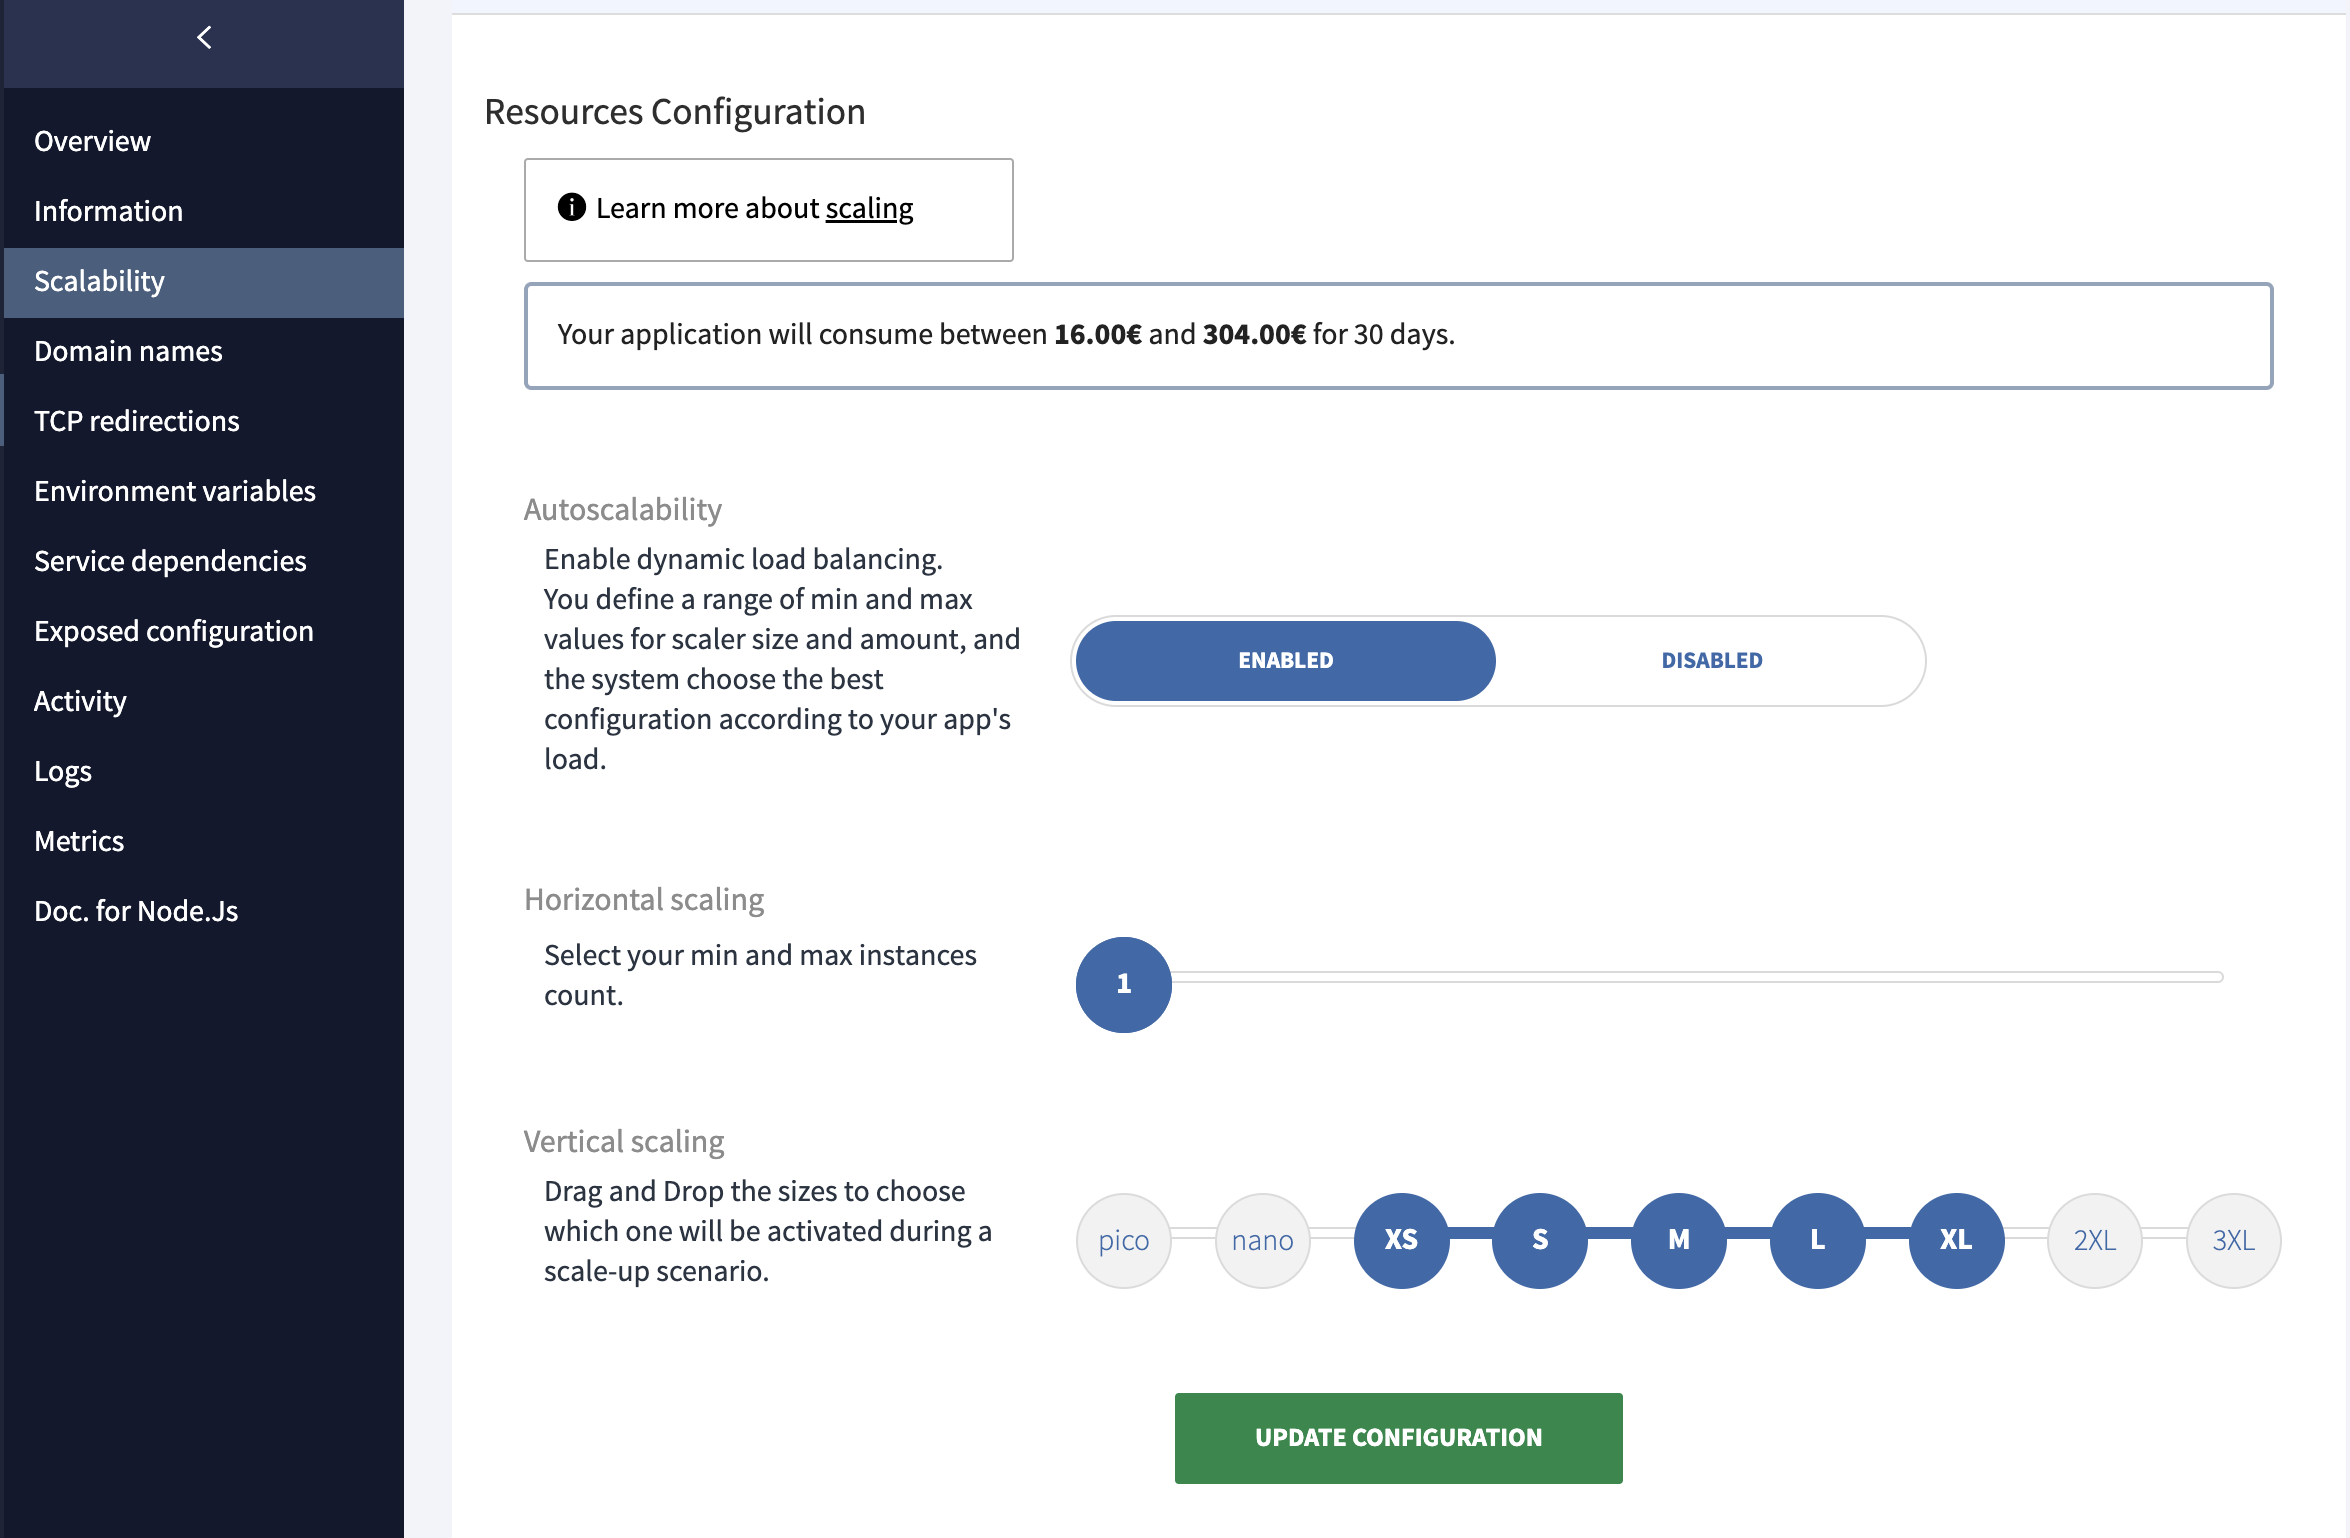 Overview
Information
Scalability
Domain names
TCP redirections
Environment variables
Service dependencies
Exposed configuration
Activity
Logs
Metrics
Doc. for Node.Js
Resources Configuration
Learn more about scaling
Your application will consume between 16.00€ and 304.00€ for 30 days.
Autoscalability
Enable dynamic load balancing.
You define a range of min and max
values for scaler size and amount, and
the system choose the best
configuration according to your app's
load.
ENABLED DISABLED
Horizontal scaling
Select your min and max instances
count.
1
Vertical scaling
Drag and Drop the sizes to choose
which one will be activated during a
scale-up scenario.
pico nano XS S M L XL 2XL 3XL
UPDATE CONFIGURATION